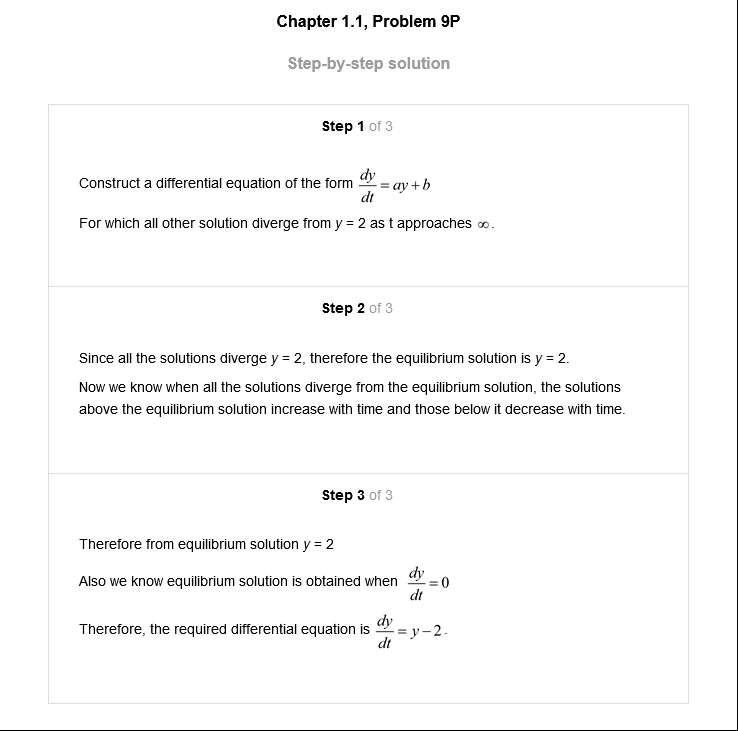 Chapter 1.1, Problem 9P
Step-by-step solution
Step 1 of 3
Construct a differential equation of the form dy/dt = ay + b
For which all other solution diverge from y = 2 as t approaches ∞.
Step 2 of 3
Since all the solutions diverge y = 2, therefore the equilibrium solution is y = 2.
Now we know when all the solutions diverge from the equilibrium solution, the solutions
above the equilibrium solution increase with time and those below it decrease with time.
Step 3 of 3
Therefore from equilibrium solution y = 2
Also we know equilibrium solution is obtained when dy/dt = 0
Therefore, the required differential equation is dy/dt = y − 2.